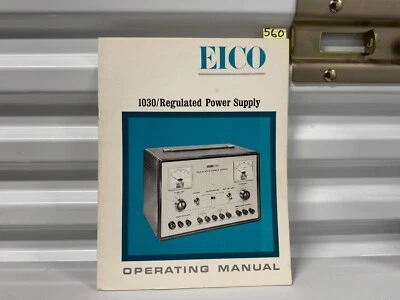 560
EICO
1030/Regulated Power Supply
OPERATING MANUAL